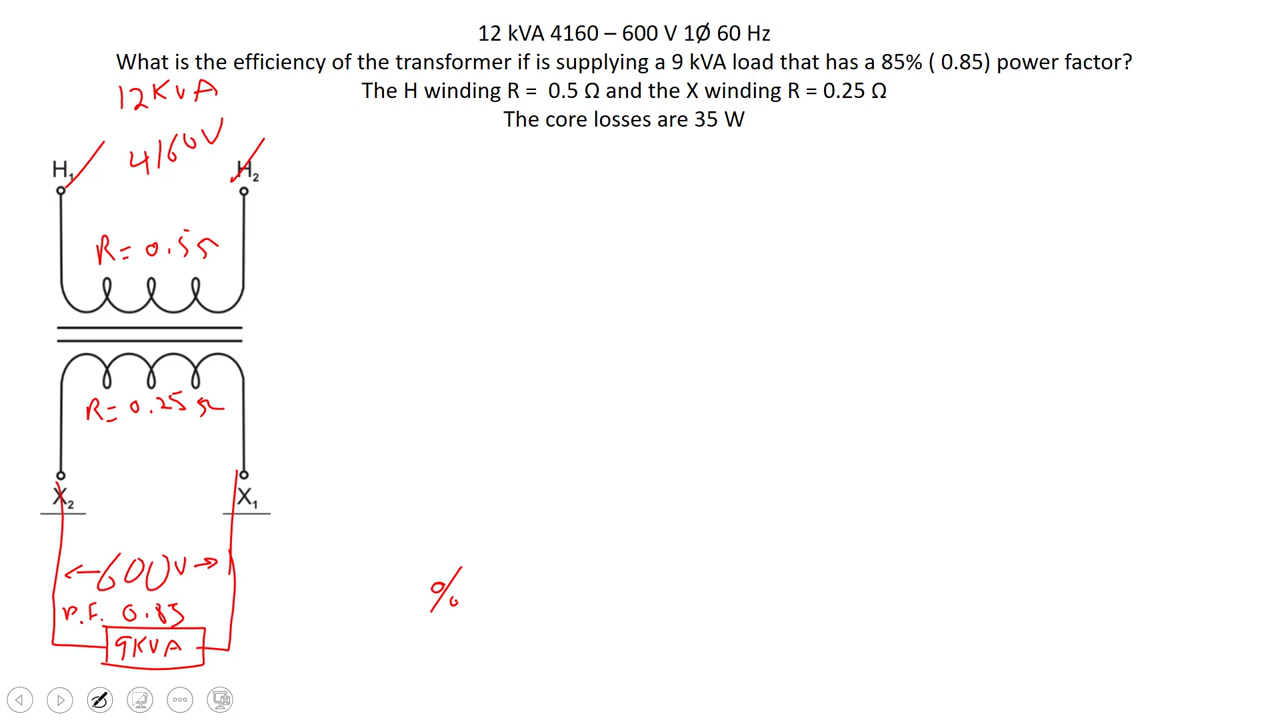 12 kVA 4160 – 600 V 1Ø 60 Hz
What is the efficiency of the transformer if is supplying a 9 kVA load that has a 85% ( 0.85) power factor?
The H winding R =  0.5 Ω and the X winding R = 0.25 Ω
The core losses are 35 W
12KVA
4160V
H₁ H₂
R= 0.5Ω
R= 0.25Ω
X₂ X₁
600V
P.F. 0.85
9KVA
%